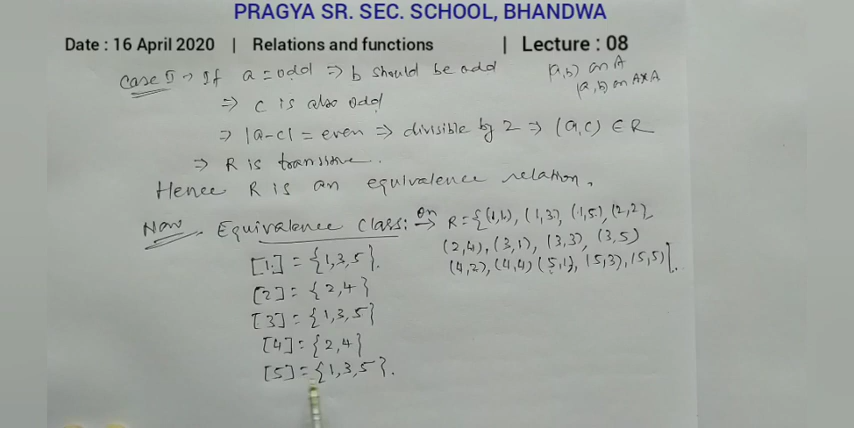 PRAGYA SR. SEC. SCHOOL, BHANDWA
Date : 16 April 2020 | Relations and functions | Lecture : 08
Case II → If a = odd ⇒ b should be odd
(a,b) on A
(a,b) on A×A
⇒ c is also odd
⇒ |a-c| = even ⇒ divisible by 2 ⇒ (a,c) ∈ R
⇒ R is transitive..
Hence R is an equivalence relation.
Now, Equivalence Class: on → R = {(1,1), (1,3), (1,5), (2,2)
(2,4), (3,1), (3,3), (3,5)
(4,2), (4,4) (5,1), (5,3), (5,5)}.
[1] = {1,3,5}.
[2] = {2,4}
[3] = {1,3,5}
[4] = {2,4}
[5] = {1,3,5}.